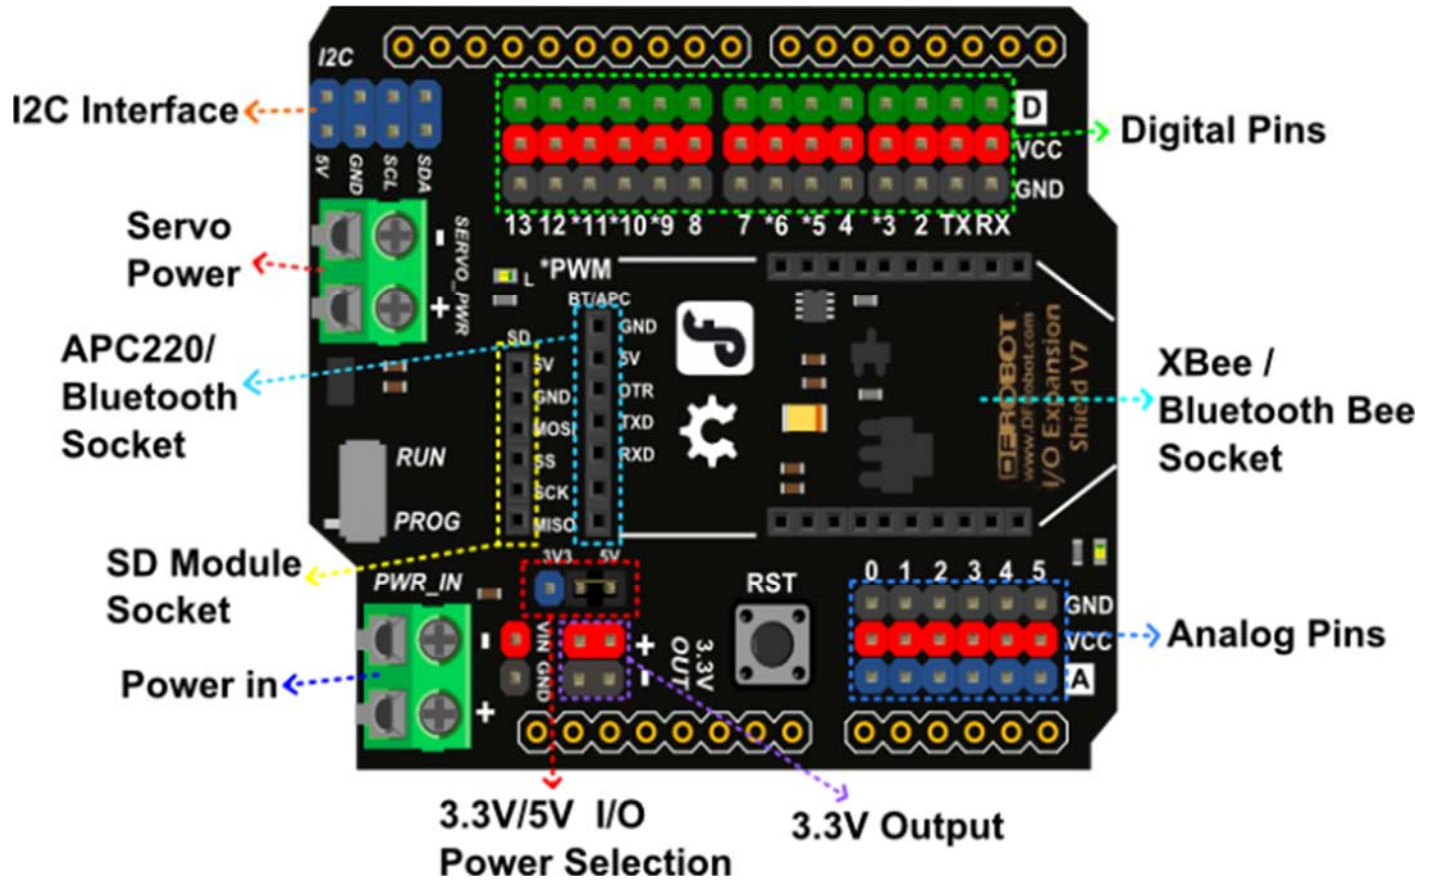 I2C
I2C Interface
5V
GND
SCL
SDA
D
VCC
GND
Digital Pins
13 12 *11 *10 *9 8 7 *6 *5 4 *3 2 TX RX
Servo
Power
-
+
SERVO_PWR
L
*PWM
BT/APC
GND
5V
DTR
TXD
RXD
SD
5V
GND
MOSI
SS
SCK
MISO
APC220/
Bluetooth
Socket
DFROBOT
www.DFRobot.com
I/O Expansion
Shield V7
XBee /
Bluetooth Bee
Socket
RUN
PROG
SD Module
Socket
3V3 5V
PWR_IN
-
+
Power in
VIN GND
+
-
3.3V
OUT
RST
0 1 2 3 4 5
GND
VCC
A
Analog Pins
3.3V/5V I/O
Power Selection
3.3V Output